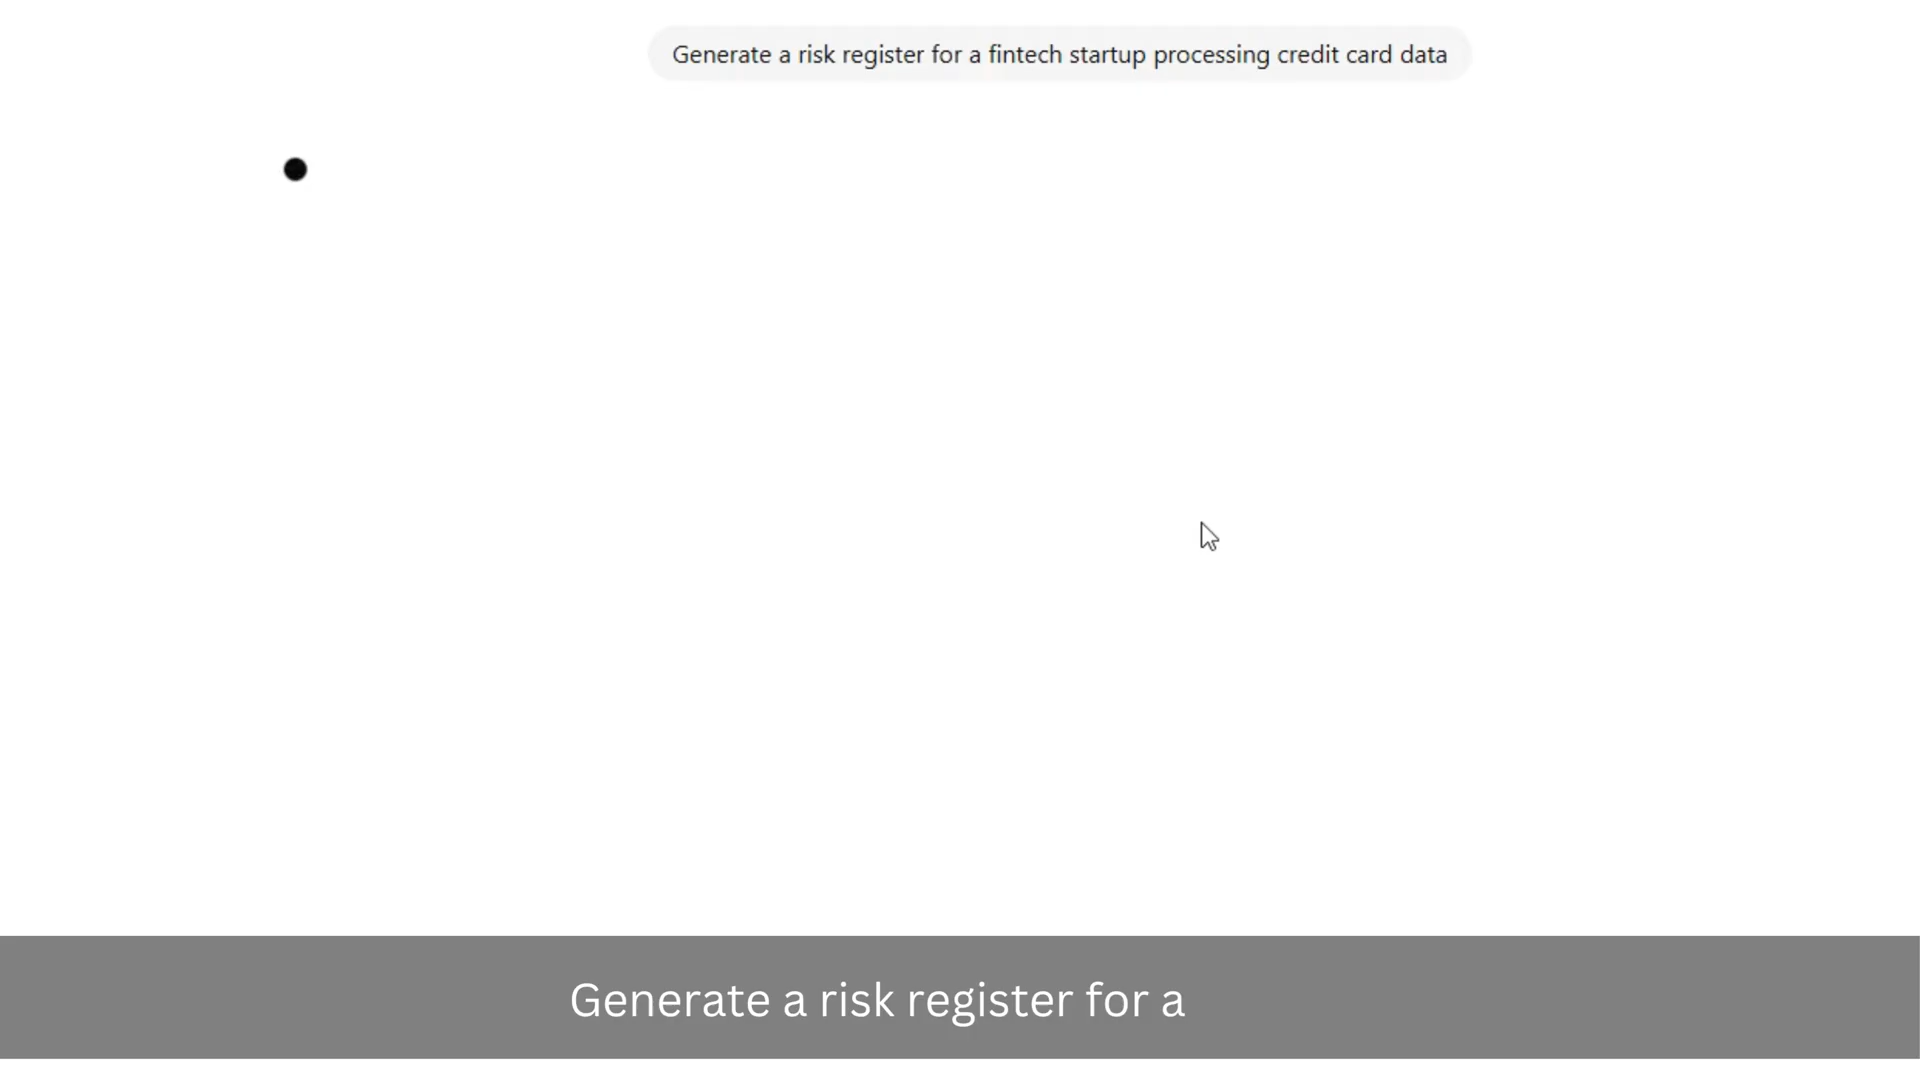 Generate a risk register for a fintech startup processing credit card data
Generate a risk register for a